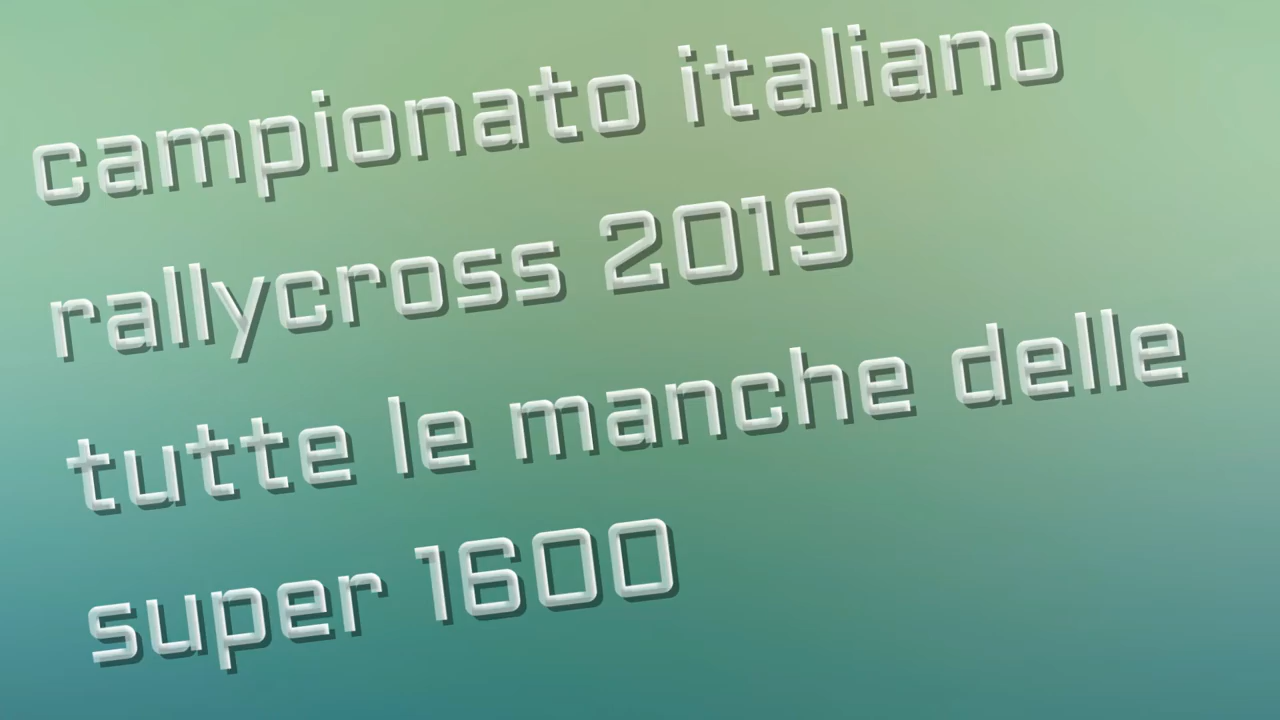 campionato italiano
rallycross 2019
tutte le manche delle
super 1600